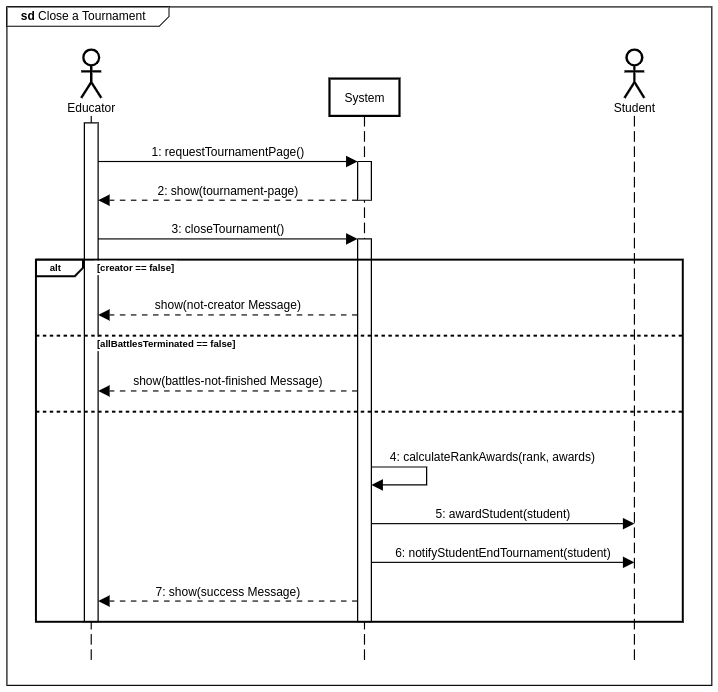 sd Close a Tournament
Educator
System
Student
1: requestTournamentPage()
2: show(tournament-page)
3: closeTournament()
alt
[creator == false]
show(not-creator Message)
[allBattlesTerminated == false]
show(battles-not-finished Message)
4: calculateRankAwards(rank, awards)
5: awardStudent(student)
6: notifyStudentEndTournament(student)
7: show(success Message)